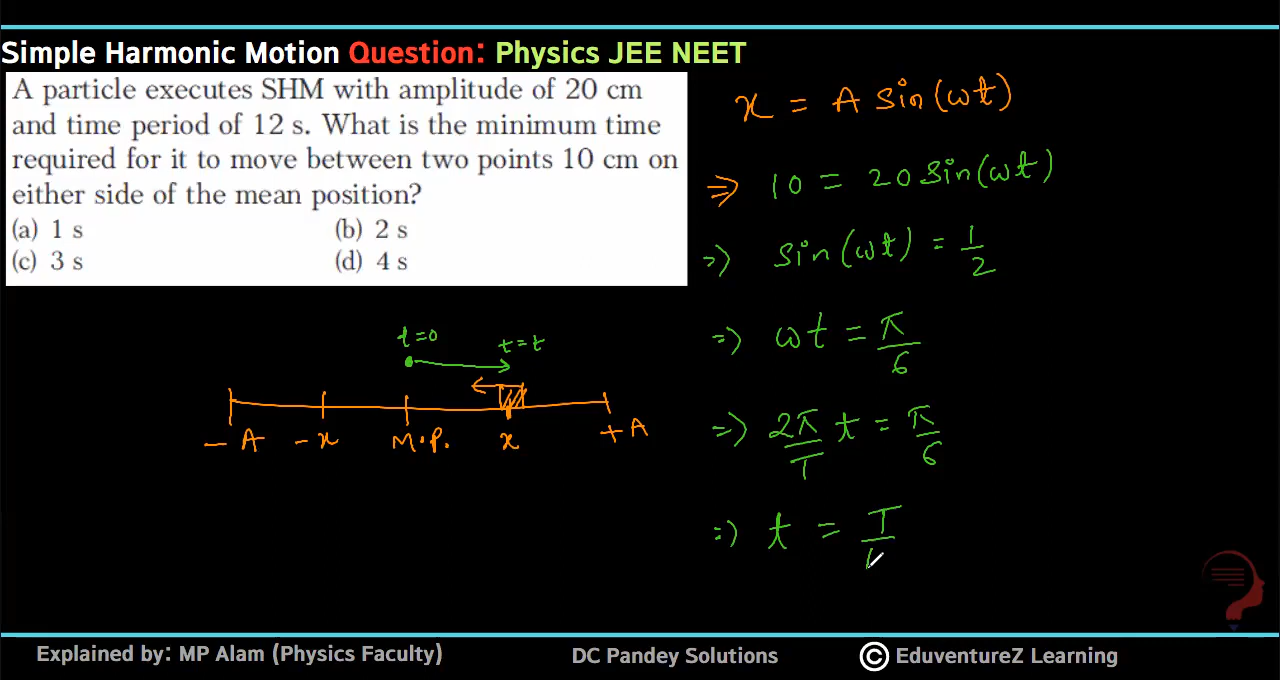 Simple Harmonic Motion Question: Physics JEE NEET
A particle executes SHM with amplitude of 20 cm
and time period of 12 s. What is the minimum time
required for it to move between two points 10 cm on
either side of the mean position?
(a) 1 s (b) 2 s
(c) 3 s (d) 4 s
x = A sin(ωt)
⇒ 10 = 20 sin(ωt)
⇒ sin(ωt) = 1/2
⇒ ωt = π/6
⇒ 2π/T t = π/6
⇒ t = T/
t=0 t=t
-A -x M.P. x +A
Explained by: MP Alam (Physics Faculty) DC Pandey Solutions © EduventureZ Learning